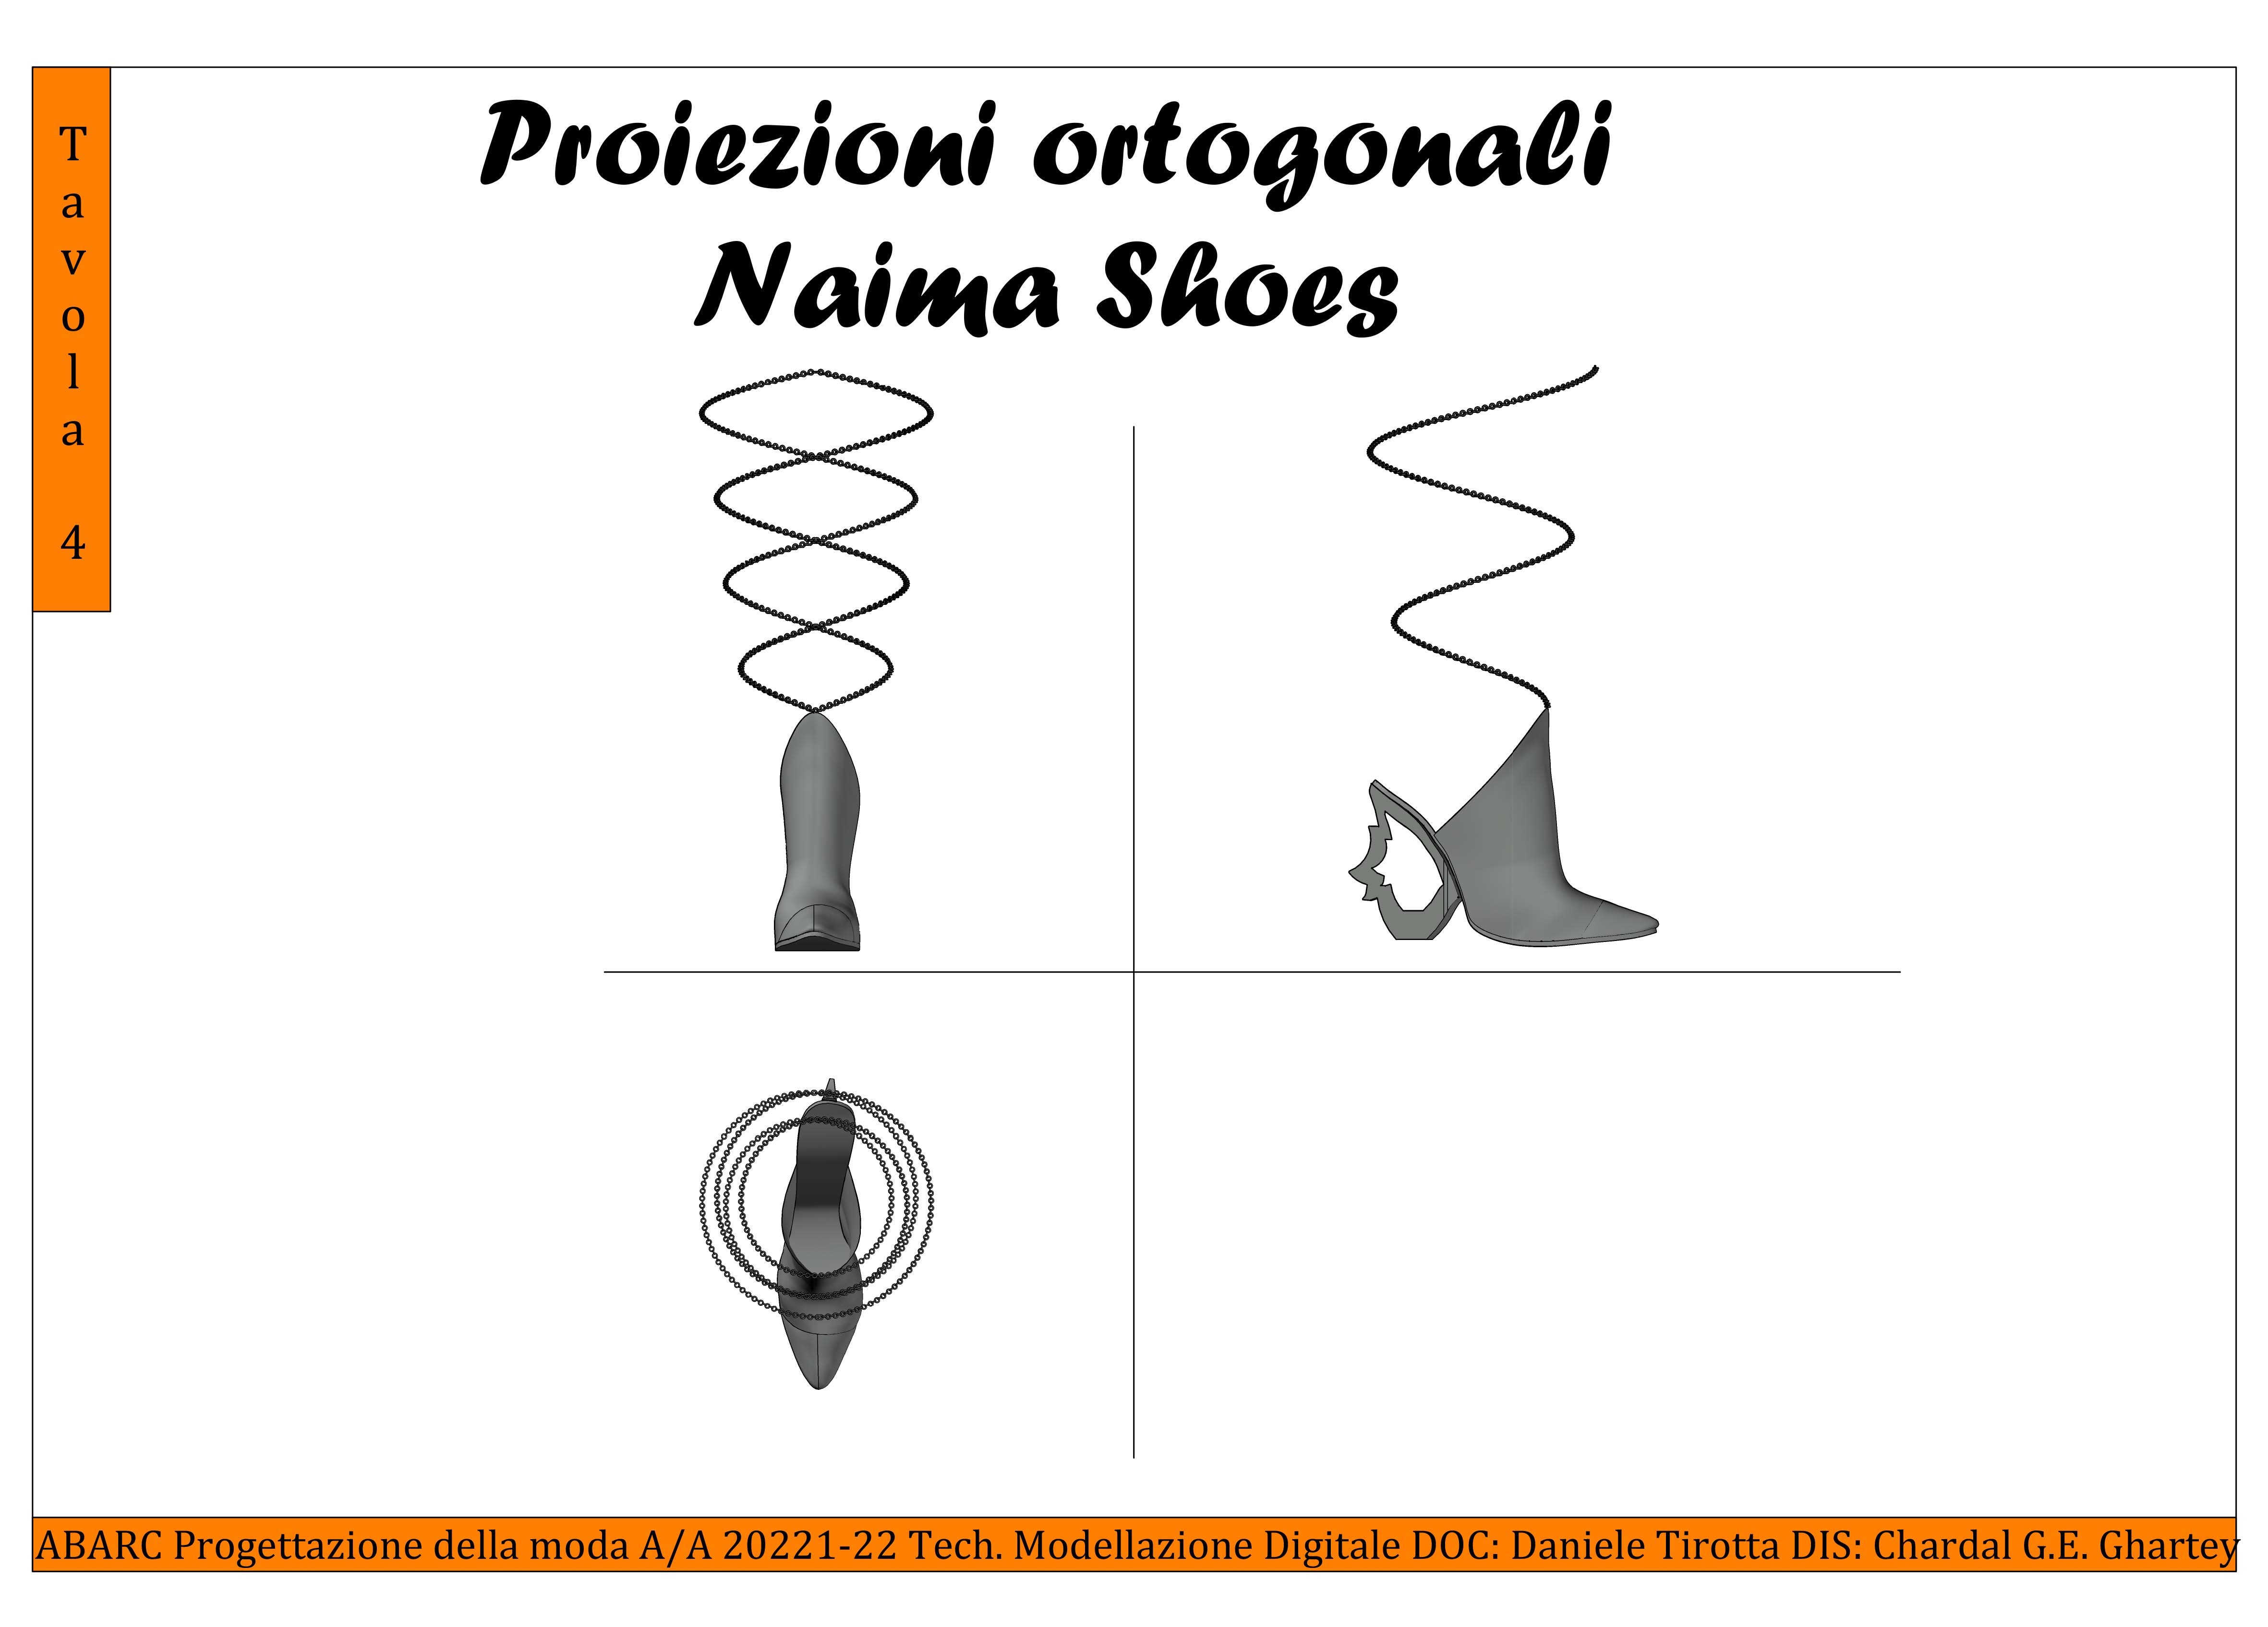 Proiezioni ortogonali
Naima Shoes
Tavola 4
ABARC Progettazione della moda A/A 20221-22 Tech. Modellazione Digitale DOC: Daniele Tirotta DIS: Chardal G.E. Ghartey